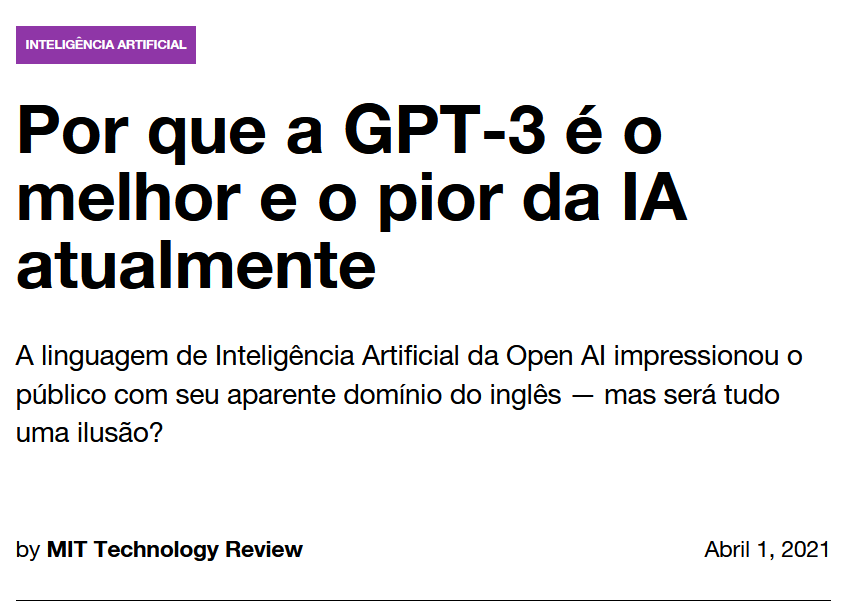 INTELIGÊNCIA ARTIFICIAL
Por que a GPT-3 é o
melhor e o pior da IA
atualmente
A linguagem de Inteligência Artificial da Open AI impressionou o
público com seu aparente domínio do inglês — mas será tudo
uma ilusão?
by MIT Technology Review
Abril 1, 2021